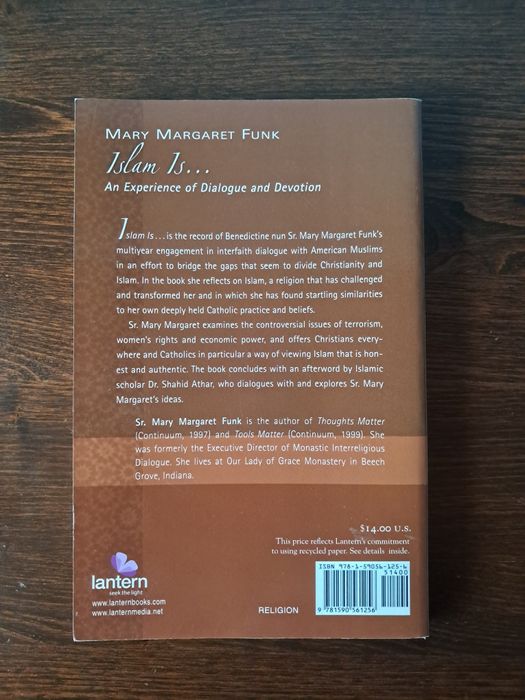 MARY MARGARET FUNK
Islam Is...
An Experience of Dialogue and Devotion
Islam Is... is the record of Benedictine nun Sr. Mary Margaret Funk's
multiyear engagement in interfaith dialogue with American Muslims
in an effort to bridge the gaps that seem to divide Christianity and
Islam. In the book she reflects on Islam, a religion that has challenged
and transformed her and in which she has found startling similarities
to her own deeply held Catholic practice and beliefs.
Sr. Mary Margaret examines the controversial issues of terrorism,
women's rights and economic power, and offers Christians every-
where and Catholics in particular a way of viewing Islam that is hon-
est and authentic. The book concludes with an afterword by Islamic
scholar Dr. Shahid Athar, who dialogues with and explores Sr. Mary
Margaret's ideas.
Sr. Mary Margaret Funk is the author of Thoughts Matter
(Continuum, 1997) and Tools Matter (Continuum, 1999). She
was formerly the Executive Director of Monastic Interreligious
Dialogue. She lives at Our Lady of Grace Monastery in Beech
Grove, Indiana.
$14.00 U.S.
This price reflects Lantern's commitment
to using recycled paper. See details inside.
lantern
seek the light
www.lanternbooks.com
www.lanternmedia.net
RELIGION
ISBN 978-1-59056-125-6
51400
9 781590 561256